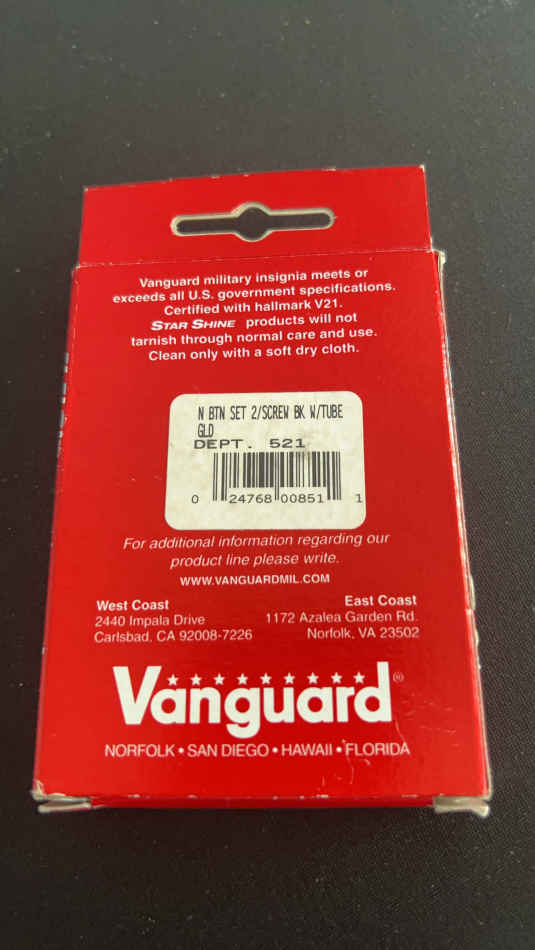 Vanguard military insignia meets or
exceeds all U.S. government specifications.
Certified with hallmark V21.
STAR SHINE products will not
tarnish through normal care and use.
Clean only with a soft dry cloth.
N BTN SET 2/SCREW BK W/TUBE
GLD
DEPT. 521
0 24768 00851 1
For additional information regarding our
product line please write.
WWW.VANGUARDMIL.COM
West Coast
2440 Impala Drive
Carlsbad, CA 92008-7226
East Coast
1172 Azalea Garden Rd.
Norfolk, VA 23502
Vanguard®
NORFOLK • SAN DIEGO • HAWAII • FLORIDA